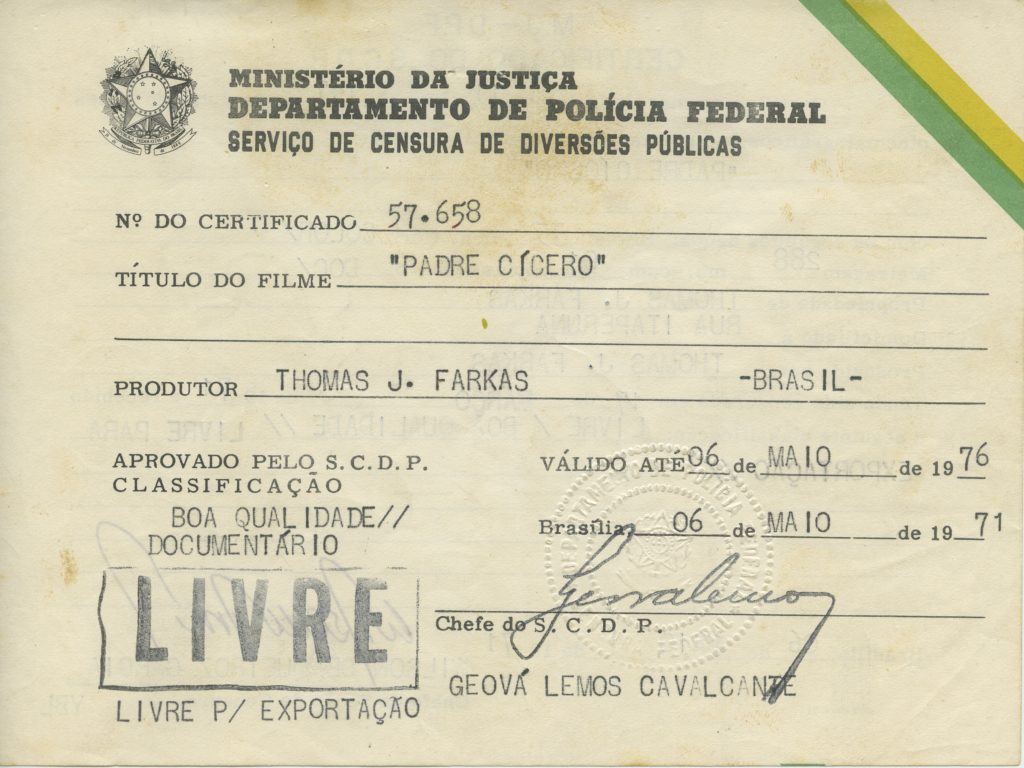 MINISTÉRIO DA JUSTIÇA
DEPARTAMENTO DE POLÍCIA FEDERAL
SERVIÇO DE CENSURA DE DIVERSÕES PÚBLICAS
Nº DO CERTIFICADO 57.658
TÍTULO DO FILME "PADRE CÍCERO"
PRODUTOR THOMAS J. FARKAS -BRASIL-
APROVADO PELO S.C.D.P. VÁLIDO ATÉ 06 de MAIO de 1976
CLASSIFICAÇÃO
BOA QUALIDADE// Brasília, 06 de MAIO de 1971
DOCUMENTÁRIO
LIVRE
Chefe do S. C. D. P.
GEOVÁ LEMOS CAVALCANTE
LIVRE P/ EXPORTAÇÃO